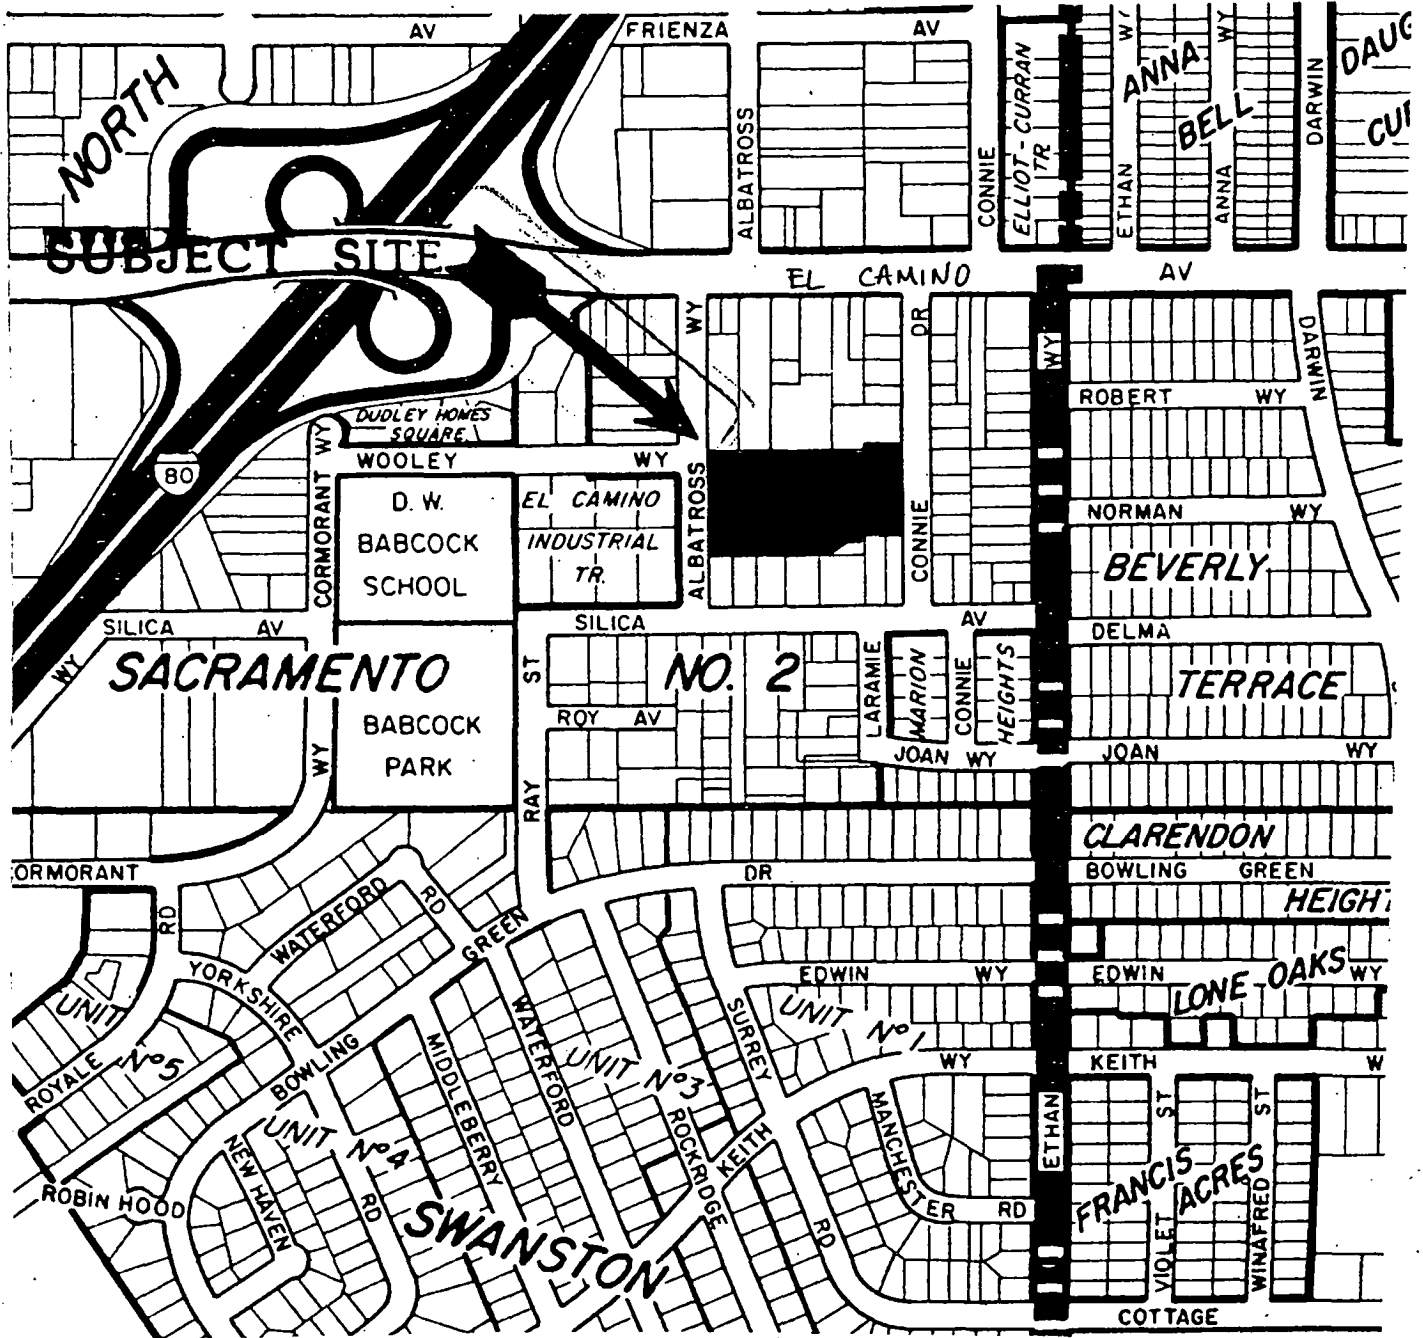 AV
FRIENZA
AV
NORTH
ALBATROSS
CONNIE
ELLIOT - CURRAN
TR.
ETHAN
WY
ANNA
BELL
ANNA
WY
DARWIN
SUBJECT SITE
EL CAMINO
AV
WY
DR
WY
DARWIN
ROBERT WY
DUDLEY HOMES
SQUARE
WOOLEY WY
80
CORMORANT WY
D. W.
BABCOCK
SCHOOL
EL CAMINO
INDUSTRIAL
TR.
ALBATROSS
CONNIE
NORMAN WY
BEVERLY
SILICA AV
SILICA
AV
DELMA
WY
SACRAMENTO
ST
NO. 2
LARAMIE
MARION
CONNIE
HEIGHTS
TERRACE
ROY AV
BABCOCK
PARK
WY
JOAN WY
JOAN WY
RAY
CLARENDON
ORMORANT
DR
BOWLING GREEN
HEIGHT
RD
WATERFORD
RD
GREEN
YORKSHIRE
EDWIN WY
EDWIN
WY
LONE OAKS
UNIT
Nº5
ROYALE
BOWLING
MIDDLEBERRY
WATERFORD
UNIT Nº3
SURREY
UNIT Nº1
WY
KEITH
W
UNIT Nº4
NEW HAVEN
ROCKRIDGE
KEITH
MANCHESTER RD
ETHAN
ST
ST
FRANCIS
ACRES
ROBIN HOOD
RD
SWANSTON
RD
VIOLET
WINAFRED
COTTAGE